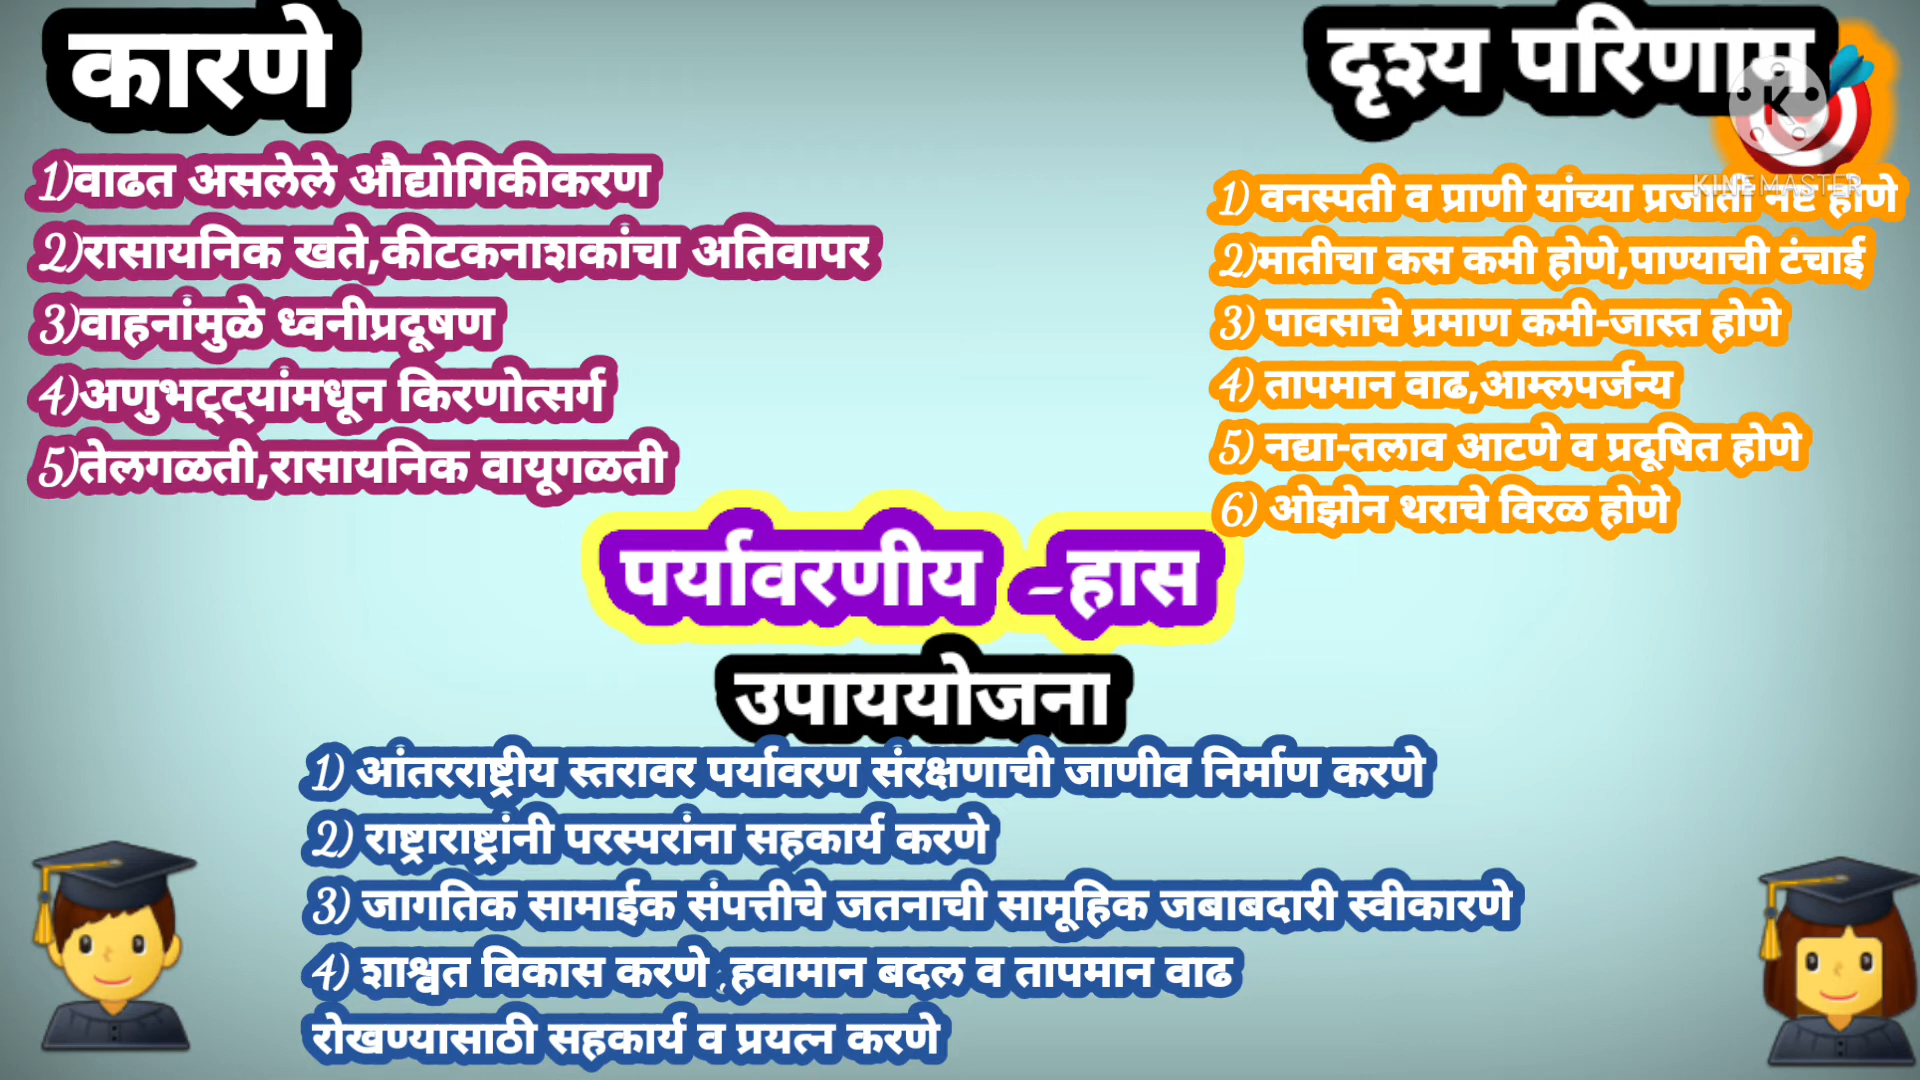 कारणे
1)वाढत असलेले औद्योगिकीकरण
2)रासायनिक खते,कीटकनाशकांचा अतिवापर
3)वाहनांमुळे ध्वनीप्रदूषण
4)अणुभट्ट्यांमधून किरणोत्सर्ग
5)तेलगळती,रासायनिक वायूगळती
दृश्य परिणाम
KINEMASTER
1) वनस्पती व प्राणी यांच्या प्रजाती नष्ट होणे
2)मातीचा कस कमी होणे,पाण्याची टंचाई
3) पावसाचे प्रमाण कमी-जास्त होणे
4) तापमान वाढ,आम्लपर्जन्य
5) नद्या-तलाव आटणे व प्रदूषित होणे
6) ओझोन थराचे विरळ होणे
पर्यावरणीय -हास
उपाययोजना
1) आंतरराष्ट्रीय स्तरावर पर्यावरण संरक्षणाची जाणीव निर्माण करणे
2) राष्ट्राराष्ट्रांनी परस्परांना सहकार्य करणे
3) जागतिक सामाईक संपत्तीचे जतनाची सामूहिक जबाबदारी स्वीकारणे
4) शाश्वत विकास करणे ,हवामान बदल व तापमान वाढ
रोखण्यासाठी सहकार्य व प्रयत्न करणे